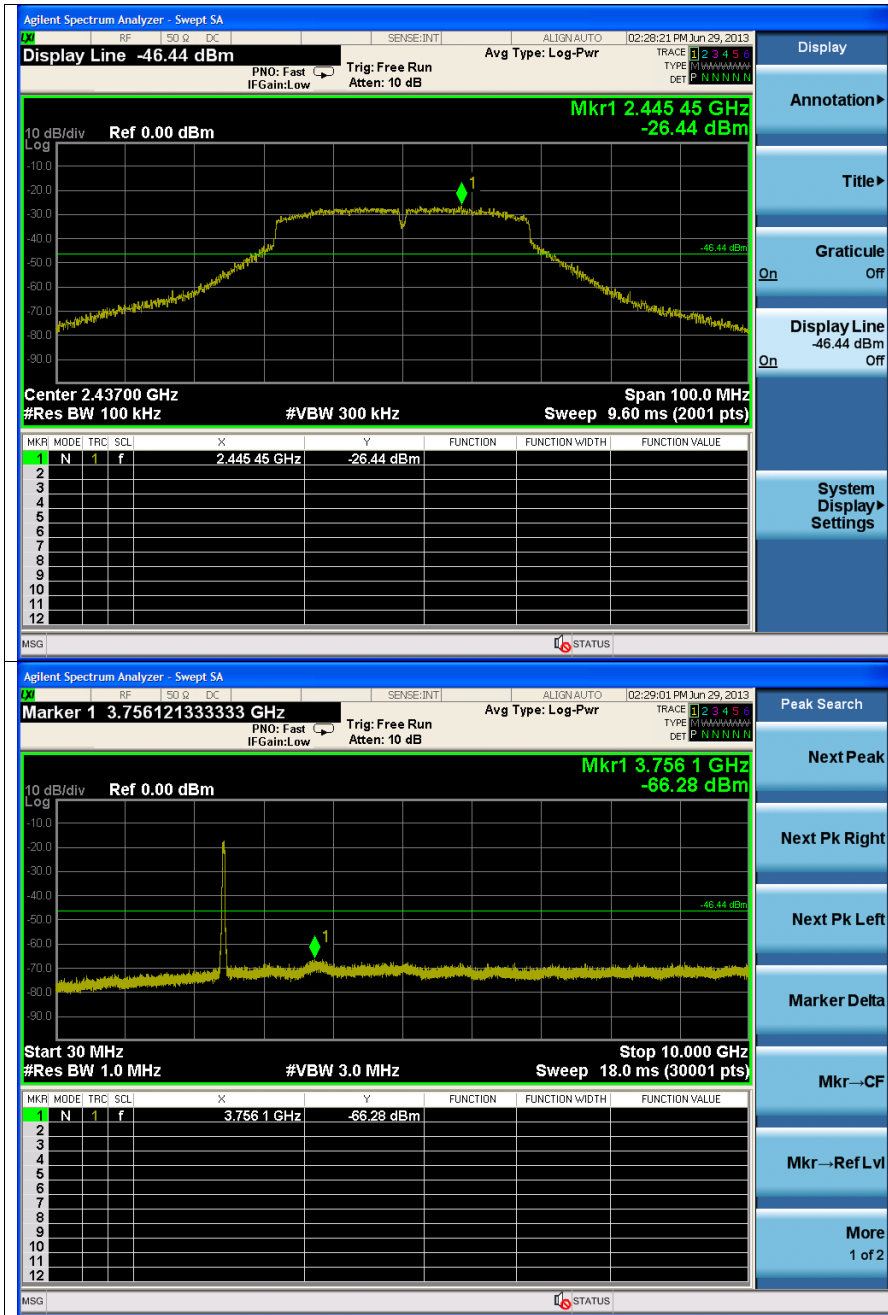 Agilent Spectrum Analyzer - Swept SA
LXI RF 50 Ω DC SENSE:INT ALIGN AUTO 02:28:21 PM Jun 29, 2013
Display Line -46.44 dBm
PNO: Fast
IFGain:Low
Trig: Free Run
Atten: 10 dB
Avg Type: Log-Pwr
TRACE 1 2 3 4 5 6
TYPE MWWWWW
DET P N N N N N
Mkr1 2.445 45 GHz
-26.44 dBm
10 dB/div Ref 0.00 dBm
Log
-10.0
-20.0
-30.0
-40.0
-50.0
-60.0
-70.0
-80.0
-90.0
1
-46.44 dBm
Center 2.43700 GHz Span 100.0 MHz
#Res BW 100 kHz #VBW 300 kHz Sweep 9.60 ms (2001 pts)
MKR MODE TRC SCL X Y FUNCTION FUNCTION WIDTH FUNCTION VALUE
1 N 1 f 2.445 45 GHz -26.44 dBm
2
3
4
5
6
7
8
9
10
11
12
MSG STATUS
Display
Annotation
Title
Graticule
On Off
Display Line
-46.44 dBm
On Off
System
Display
Settings
Agilent Spectrum Analyzer - Swept SA
LXI RF 50 Ω DC SENSE:INT ALIGN AUTO 02:29:01 PM Jun 29, 2013
Marker 1 3.756121333333 GHz
PNO: Fast
IFGain:Low
Trig: Free Run
Atten: 10 dB
Avg Type: Log-Pwr
TRACE 1 2 3 4 5 6
TYPE MWWWWW
DET P N N N N N
Mkr1 3.756 1 GHz
-66.28 dBm
10 dB/div Ref 0.00 dBm
Log
-10.0
-20.0
-30.0
-40.0
-50.0
-60.0
-70.0
-80.0
-90.0
1
-46.44 dBm
Start 30 MHz Stop 10.000 GHz
#Res BW 1.0 MHz #VBW 3.0 MHz Sweep 18.0 ms (30001 pts)
MKR MODE TRC SCL X Y FUNCTION FUNCTION WIDTH FUNCTION VALUE
1 N 1 f 3.756 1 GHz -66.28 dBm
2
3
4
5
6
7
8
9
10
11
12
MSG STATUS
Peak Search
Next Peak
Next Pk Right
Next Pk Left
Marker Delta
Mkr→CF
Mkr→Ref Lvl
More
1 of 2